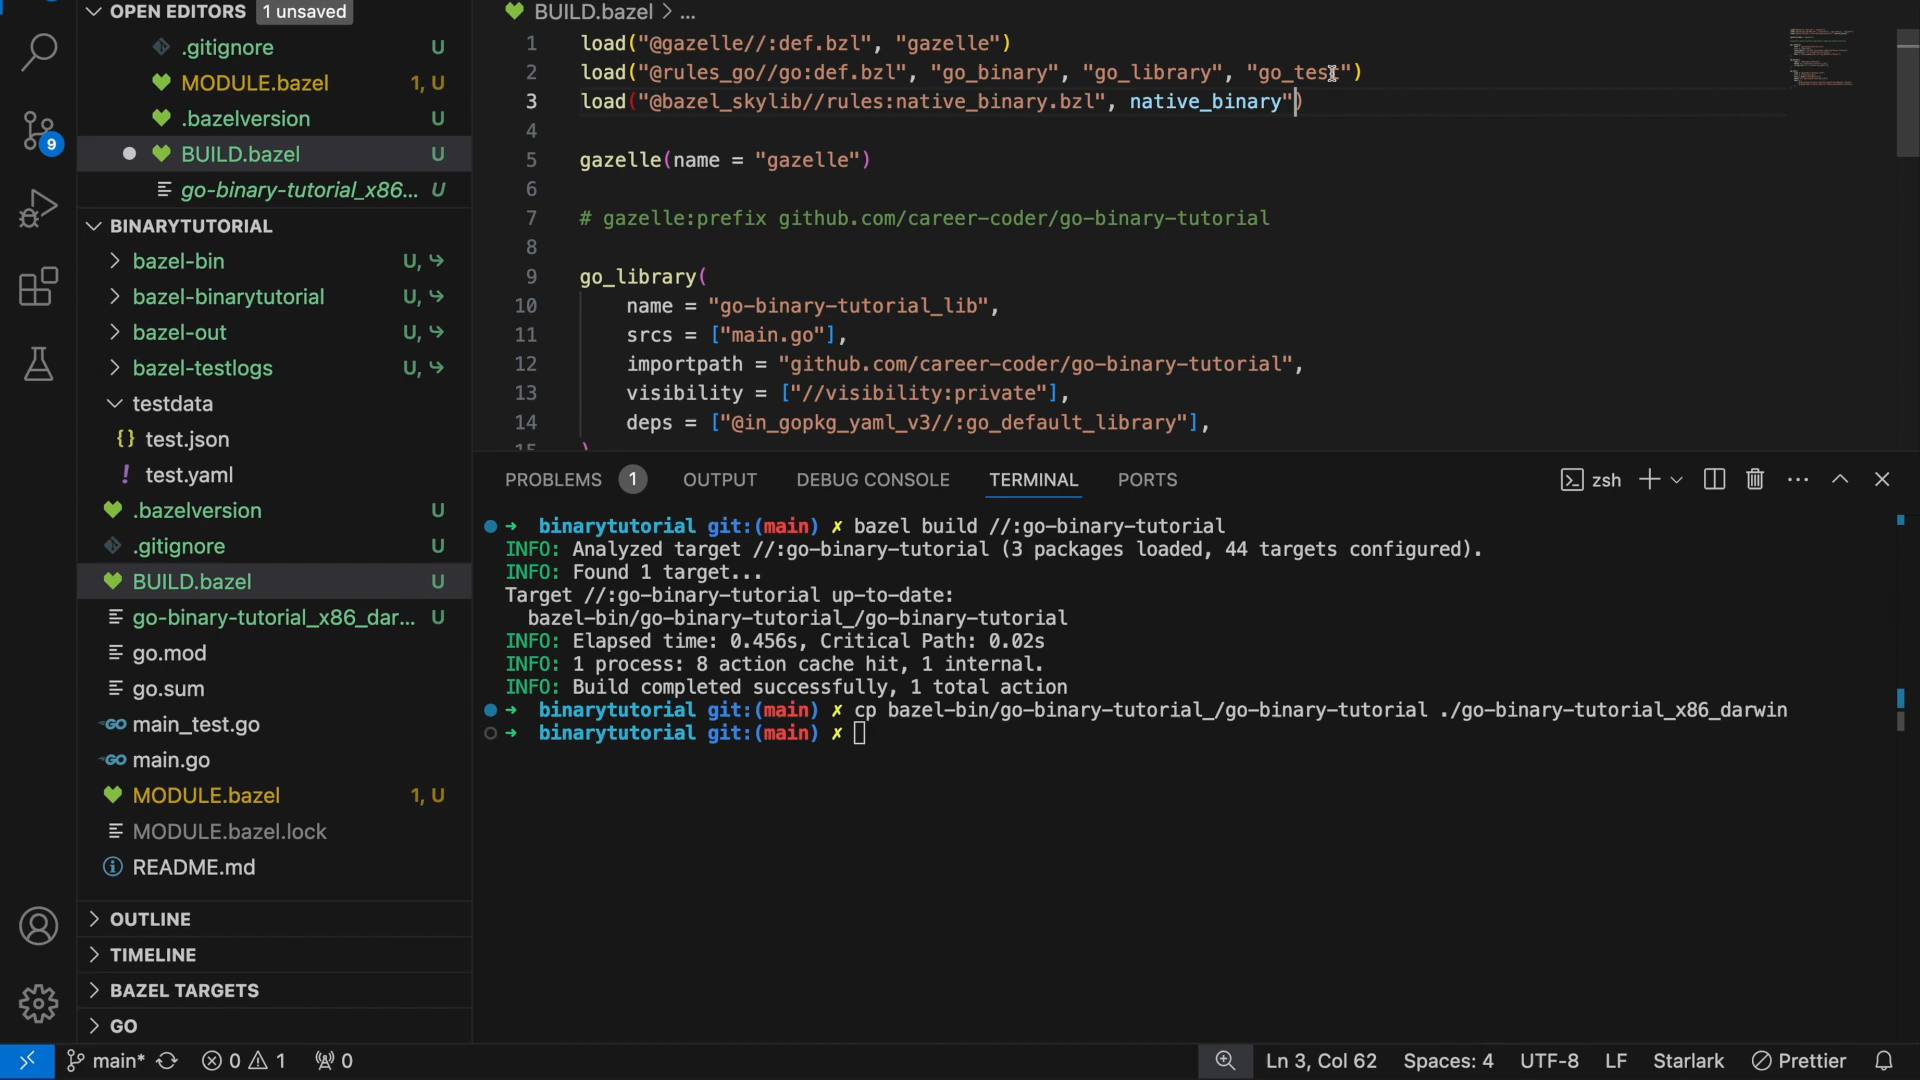 OPEN EDITORS 1 unsaved
.gitignore U
MODULE.bazel 1, U
.bazelversion U
BUILD.bazel U
go-binary-tutorial_x86... U
BINARYTUTORIAL
bazel-bin U,
bazel-binarytutorial U,
bazel-out U,
bazel-testlogs U,
testdata
{} test.json
! test.yaml
.bazelversion U
.gitignore U
BUILD.bazel U
go-binary-tutorial_x86_dar... U
go.mod
go.sum
GO main_test.go
GO main.go
MODULE.bazel 1, U
MODULE.bazel.lock
README.md
OUTLINE
TIMELINE
BAZEL TARGETS
GO
9
BUILD.bazel > ...
1 load("@gazelle//:def.bzl", "gazelle")
2 load("@rules_go//go:def.bzl", "go_binary", "go_library", "go_test")
3 load("@bazel_skylib//rules:native_binary.bzl", native_binary")
4
5 gazelle(name = "gazelle")
6
7 # gazelle:prefix github.com/career-coder/go-binary-tutorial
8
9 go_library(
10 name = "go-binary-tutorial_lib",
11 srcs = ["main.go"],
12 importpath = "github.com/career-coder/go-binary-tutorial",
13 visibility = ["//visibility:private"],
14 deps = ["@in_gopkg_yaml_v3//:go_default_library"],
15 )
PROBLEMS 1 OUTPUT DEBUG CONSOLE TERMINAL PORTS zsh
➜ binarytutorial git:(main) ✗ bazel build //:go-binary-tutorial
INFO: Analyzed target //:go-binary-tutorial (3 packages loaded, 44 targets configured).
INFO: Found 1 target...
Target //:go-binary-tutorial up-to-date:
bazel-bin/go-binary-tutorial_/go-binary-tutorial
INFO: Elapsed time: 0.456s, Critical Path: 0.02s
INFO: 1 process: 8 action cache hit, 1 internal.
INFO: Build completed successfully, 1 total action
➜ binarytutorial git:(main) ✗ cp bazel-bin/go-binary-tutorial_/go-binary-tutorial ./go-binary-tutorial_x86_darwin
➜ binarytutorial git:(main) ✗
main* 0 1 0 Ln 3, Col 62 Spaces: 4 UTF-8 LF Starlark Prettier